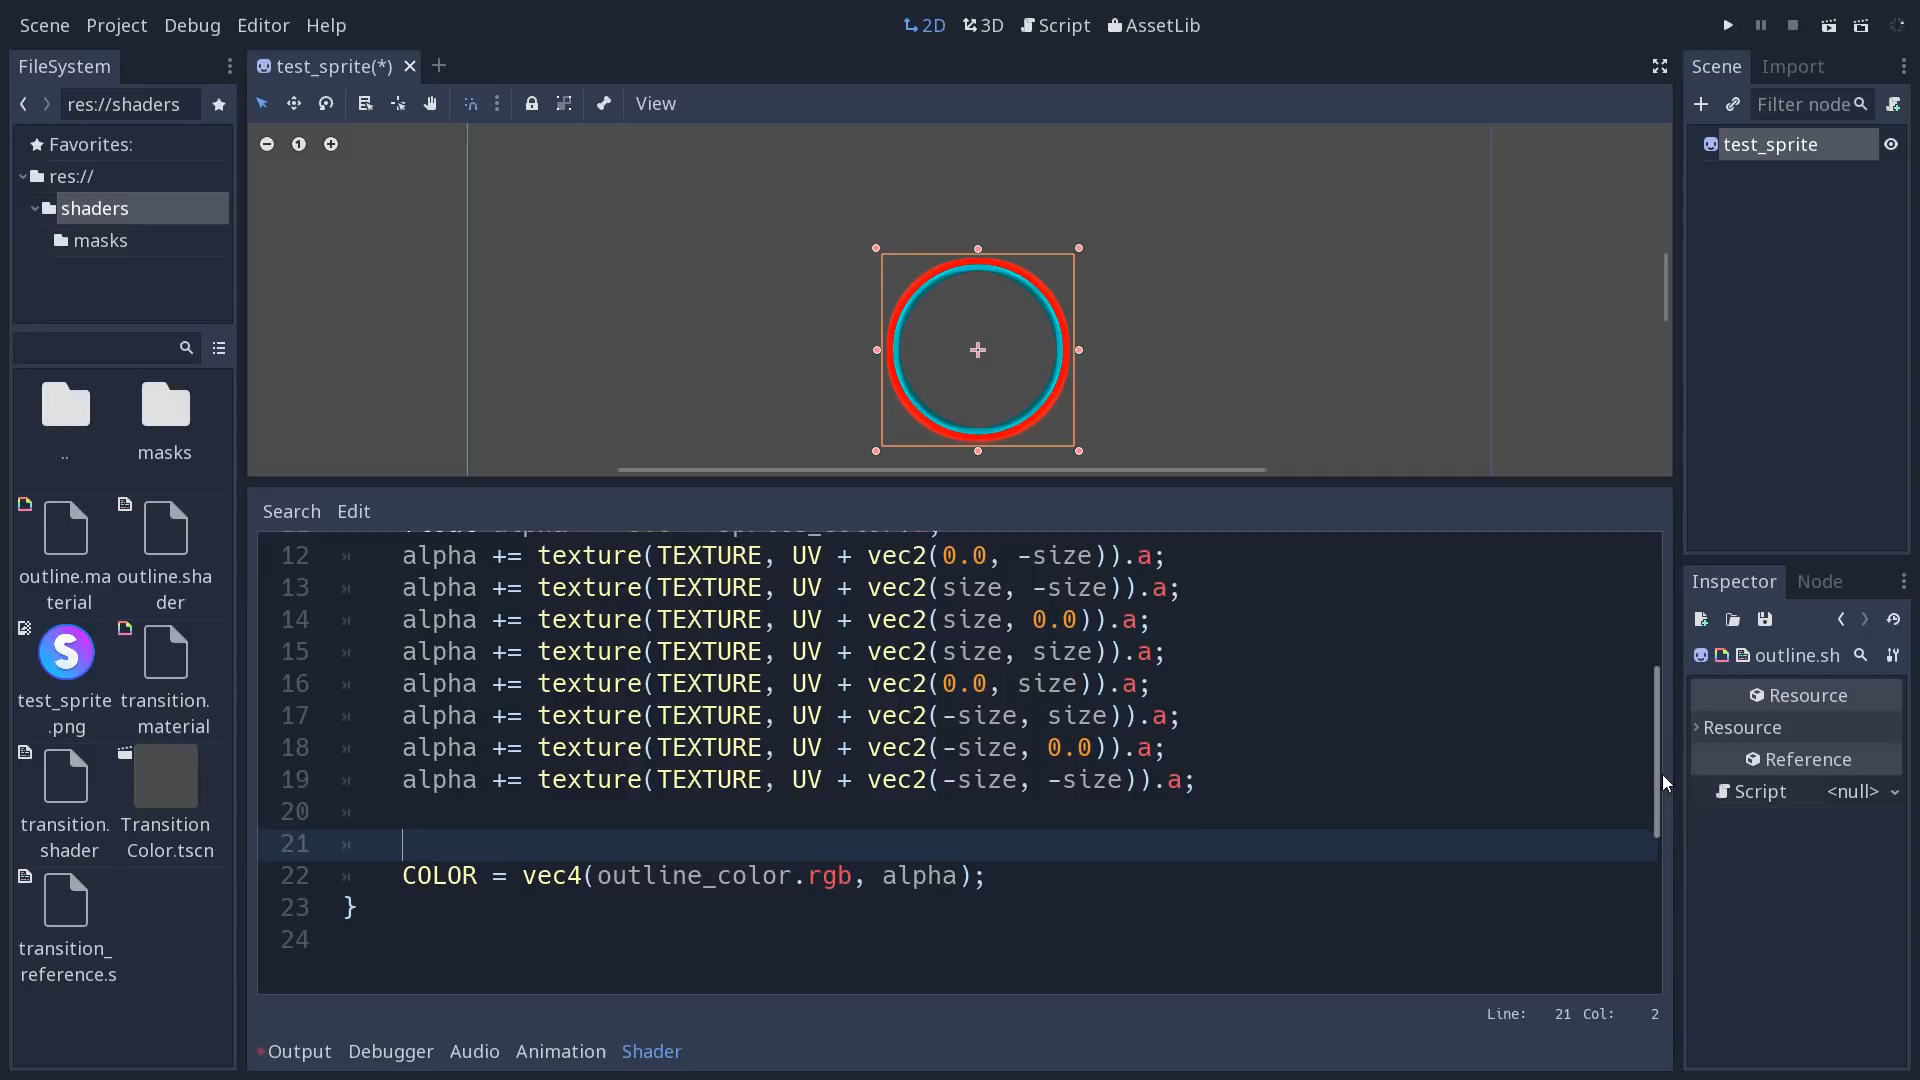 Scene Project Debug Editor Help
2D 3D Script AssetLib
FileSystem
res://shaders
Favorites:
res://
shaders
masks
..
masks
outline.ma
terial
outline.sha
der
test_sprite
.png
transition.
material
transition.
shader
Transition
Color.tscn
transition_
reference.s
test_sprite(*)
1
View
Search Edit
12 alpha += texture(TEXTURE, UV + vec2(0.0, -size)).a;
13 alpha += texture(TEXTURE, UV + vec2(size, -size)).a;
14 alpha += texture(TEXTURE, UV + vec2(size, 0.0)).a;
15 alpha += texture(TEXTURE, UV + vec2(size, size)).a;
16 alpha += texture(TEXTURE, UV + vec2(0.0, size)).a;
17 alpha += texture(TEXTURE, UV + vec2(-size, size)).a;
18 alpha += texture(TEXTURE, UV + vec2(-size, 0.0)).a;
19 alpha += texture(TEXTURE, UV + vec2(-size, -size)).a;
20
21
22 COLOR = vec4(outline_color.rgb, alpha);
23 }
24
Line: 21 Col: 2
Output Debugger Audio Animation Shader
Scene Import
Filter node
test_sprite
Inspector Node
outline.sh
Resource
Resource
Reference
Script <null>
S